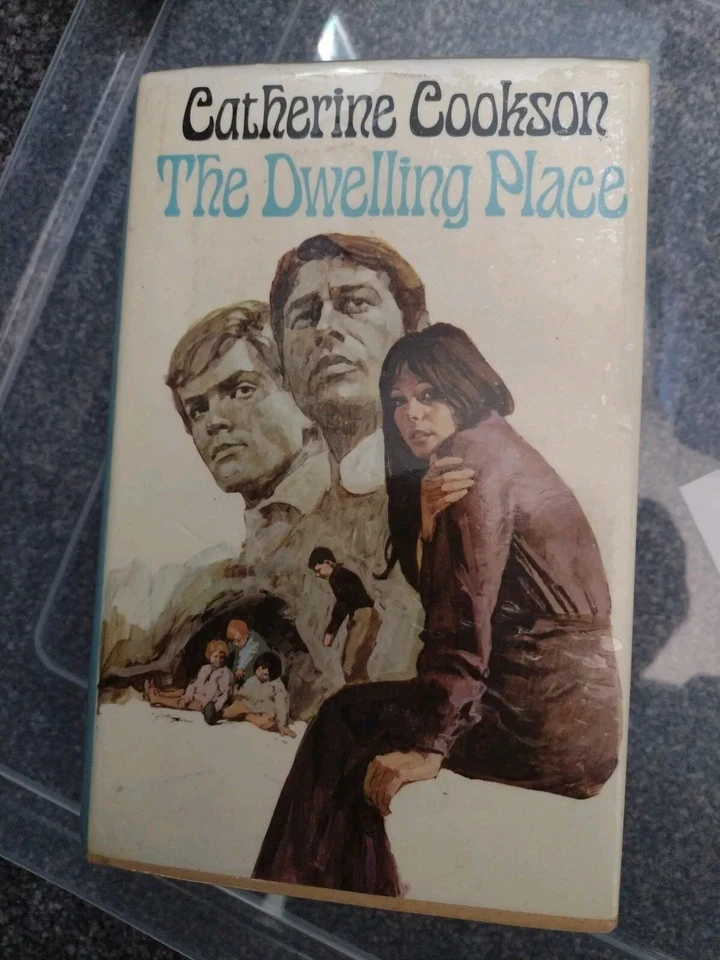 Catherine Cookson
The Dwelling Place